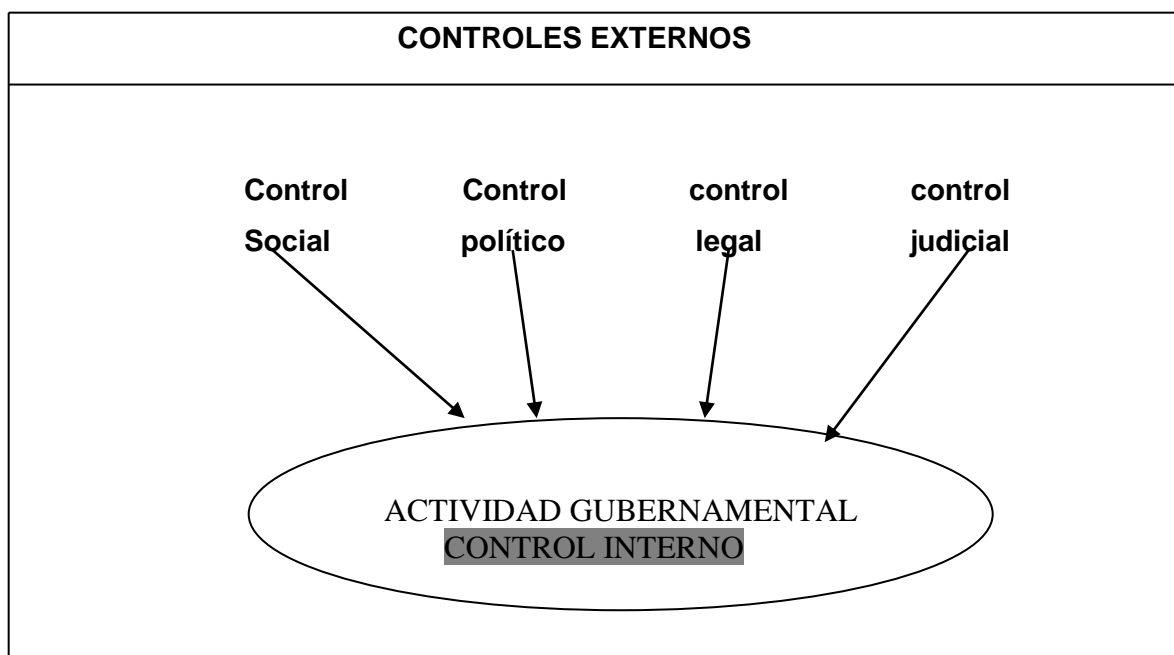 CONTROLES EXTERNOS
Control Control control control
Social político legal judicial
ACTIVIDAD GUBERNAMENTAL
CONTROL INTERNO